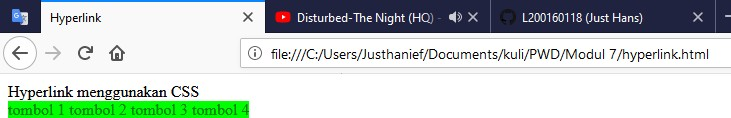 Hyperlink
Disturbed-The Night (HQ) -
L200160118 (Just Hans)
file:///C:/Users/Justhanief/Documents/kuli/PWD/Modul 7/hyperlink.html
Hyperlink menggunakan CSS
tombol 1 tombol 2 tombol 3 tombol 4